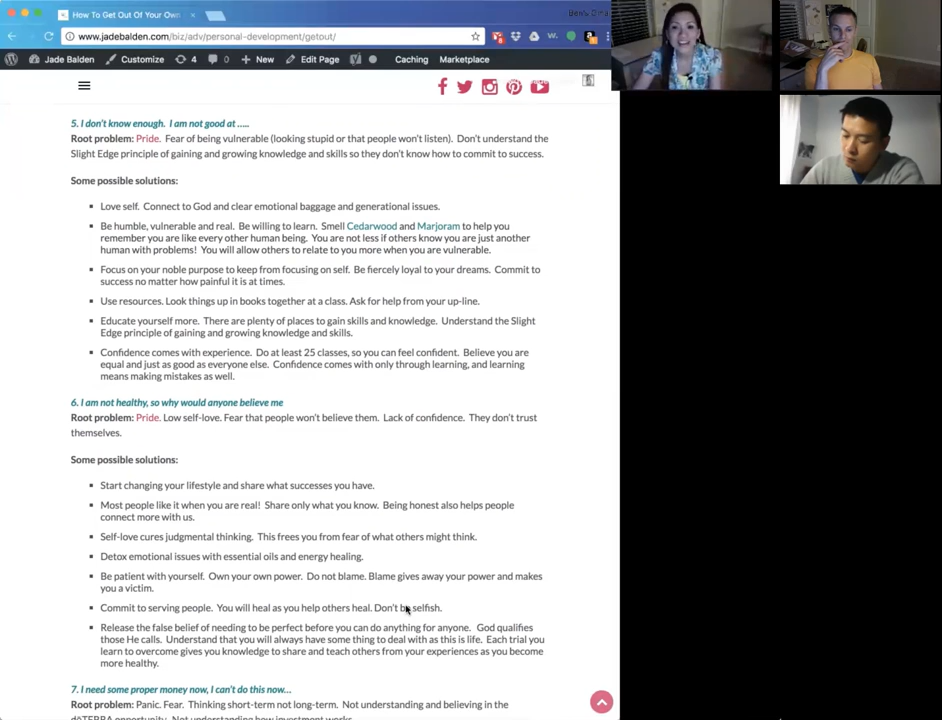 How To Get Out Of Your Own
www.jadebalden.com/biz/adv/personal-development/getout/
Jade Balden Customize 4 0 New Edit Page Caching Marketplace
5. I don't know enough. I am not good at .....
Root problem: Pride. Fear of being vulnerable (looking stupid or that people won't listen). Don't understand the
Slight Edge principle of gaining and growing knowledge and skills so they don't know how to commit to success.
Some possible solutions:
Love self. Connect to God and clear emotional baggage and generational issues.
Be humble, vulnerable and real. Be willing to learn. Smell Cedarwood and Marjoram to help you
remember you are like every other human being. You are not less if others know you are just another
human with problems! You will allow others to relate to you more when you are vulnerable.
Focus on your noble purpose to keep from focusing on self. Be fiercely loyal to your dreams. Commit to
success no matter how painful it is at times.
Use resources. Look things up in books together at a class. Ask for help from your up-line.
Educate yourself more. There are plenty of places to gain skills and knowledge. Understand the Slight
Edge principle of gaining and growing knowledge and skills.
Confidence comes with experience. Do at least 25 classes, so you can feel confident. Believe you are
equal and just as good as everyone else. Confidence comes with only through learning, and learning
means making mistakes as well.
6. I am not healthy, so why would anyone believe me
Root problem: Pride. Low self-love. Fear that people won't believe them. Lack of confidence. They don't trust
themselves.
Some possible solutions:
Start changing your lifestyle and share what successes you have.
Most people like it when you are real! Share only what you know. Being honest also helps people
connect more with us.
Self-love cures judgmental thinking. This frees you from fear of what others might think.
Detox emotional issues with essential oils and energy healing.
Be patient with yourself. Own your own power. Do not blame. Blame gives away your power and makes
you a victim.
Commit to serving people. You will heal as you help others heal. Don't be selfish.
Release the false belief of needing to be perfect before you can do anything for anyone. God qualifies
those He calls. Understand that you will always have some thing to deal with as this is life. Each trial you
learn to overcome gives you knowledge to share and teach others from your experiences as you become
more healthy.
7. I need some proper money now, I can't do this now...
Root problem: Panic. Fear. Thinking short-term not long-term. Not understanding and believing in the
dōTERRA opportunity. Not understanding how investment works.